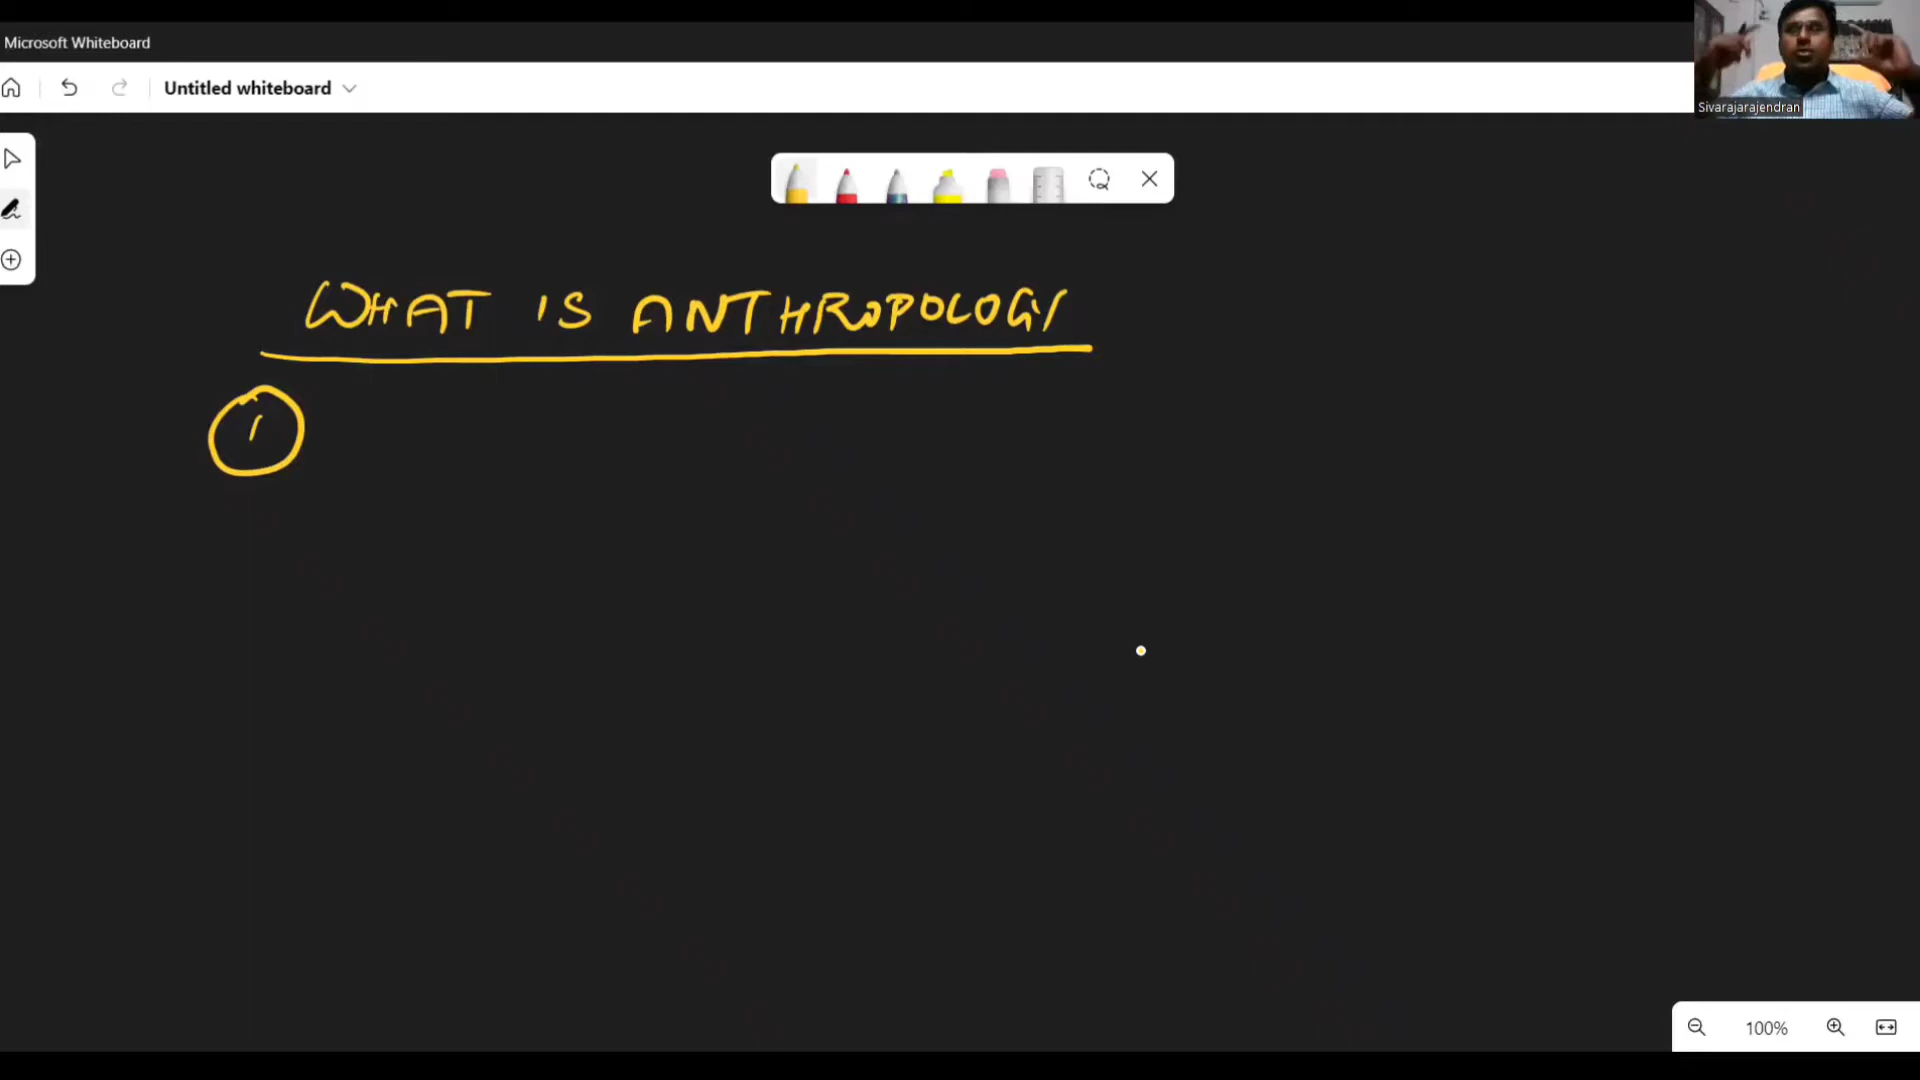 Microsoft Whiteboard
Untitled whiteboard
Sivarajarajendran
WHAT IS ANTHROPOLOGY
1
100%